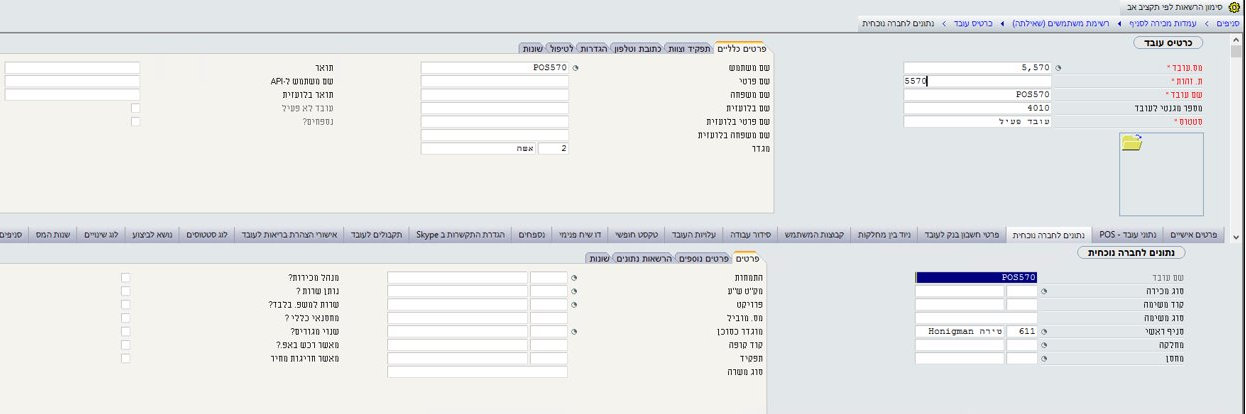 סימון הרשאות לפי תקציב אב
סניפים > עמדות מכירה לסניף > רשימת משתמשים (שאילתה) > כרטיס עובד > נתונים לחברה נוכחית
כרטיס עובד
מס.עובד * 5,570
ת. זהות * 5570
שם עובד * POS570
מספר מגנטי לעובד 4010
סטטוס * עובד פעיל
פרטים כלליים תפקיד וצוות כתובת וטלפון הגדרות לטיפול שונות
שם משתמש POS570
שם פרטי
שם משפחה
שם בלועזית
שם פרטי בלועזית
שם משפחה בלועזית
מגדר 2 אשה
תואר
שם משתמש ל-API
תואר בלועזית
עובד לא פעיל
נספחים?
פרטים אישיים נתוני עובד - POS נתונים לחברה נוכחית פרטי חשבון בנק לעובד ניוד בין מחלקות קבוצות המשתמש סידור עבודה עלויות העובד טקסט חופשי דו שיח פנימי נספחים הגדרת התקשרות ב Skype תקבולים לעובד אישורי הצהרת בריאות לעובד לוג סטטוסים נושא לביצוע לוג שינויים שנות המס סניפים
נתונים לחברה נוכחית
שם עובד POS570
סוג מכירה
קוד משימה
סוג משימה
סניף ראשי 611 טירה Honigman
מחלקה
מחסן
פרטים פרטים נוספים הרשאות נתונים שונות
התמחות
מק"ט ש"ע
פרוייקט
מס. מוביל
מוגדר כסוכן
קוד קופה
תפקיד
סוג משרה
מנהל מכירות?
נותן שרות ?
שרות למשפ. בלבד?
מחסנאי כללי ?
שנוי מגורים?
מאשר רכש באפ.?
מאשר חריגות מחיר